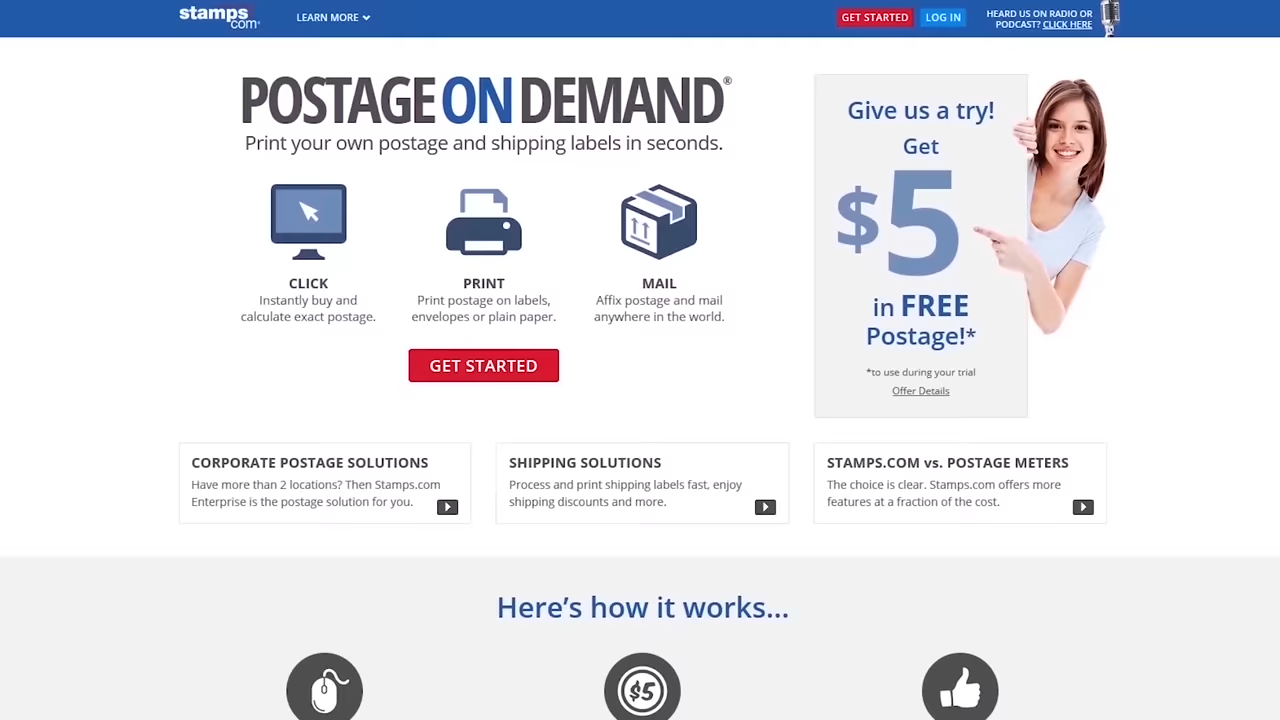 stamps
.com
LEARN MORE
GET STARTED
LOG IN
HEARD US ON RADIO OR
PODCAST? CLICK HERE
POSTAGE ON DEMAND®
Print your own postage and shipping labels in seconds.
CLICK
Instantly buy and
calculate exact postage.
PRINT
Print postage on labels,
envelopes or plain paper.
MAIL
Affix postage and mail
anywhere in the world.
GET STARTED
Give us a try!
Get
$5
in FREE
Postage!*
*to use during your trial
Offer Details
CORPORATE POSTAGE SOLUTIONS
Have more than 2 locations? Then Stamps.com
Enterprise is the postage solution for you.
SHIPPING SOLUTIONS
Process and print shipping labels fast, enjoy
shipping discounts and more.
STAMPS.COM vs. POSTAGE METERS
The choice is clear. Stamps.com offers more
features at a fraction of the cost.
Here's how it works...
$5